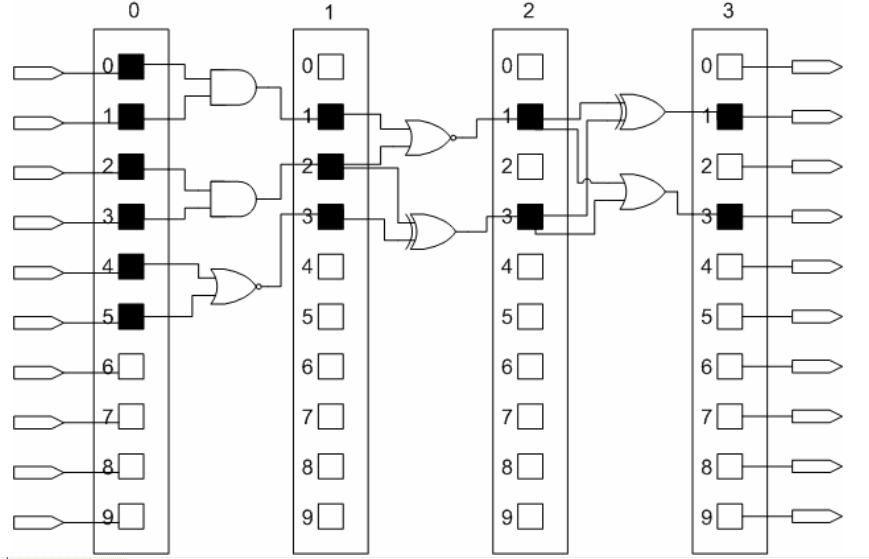 0 1 2 3
0 0 0 0
1 1 1 1
2 2 2 2
3 3 3 3
4 4 4 4
5 5 5 5
6 6 6 6
7 7 7 7
8 8 8 8
9 9 9 9